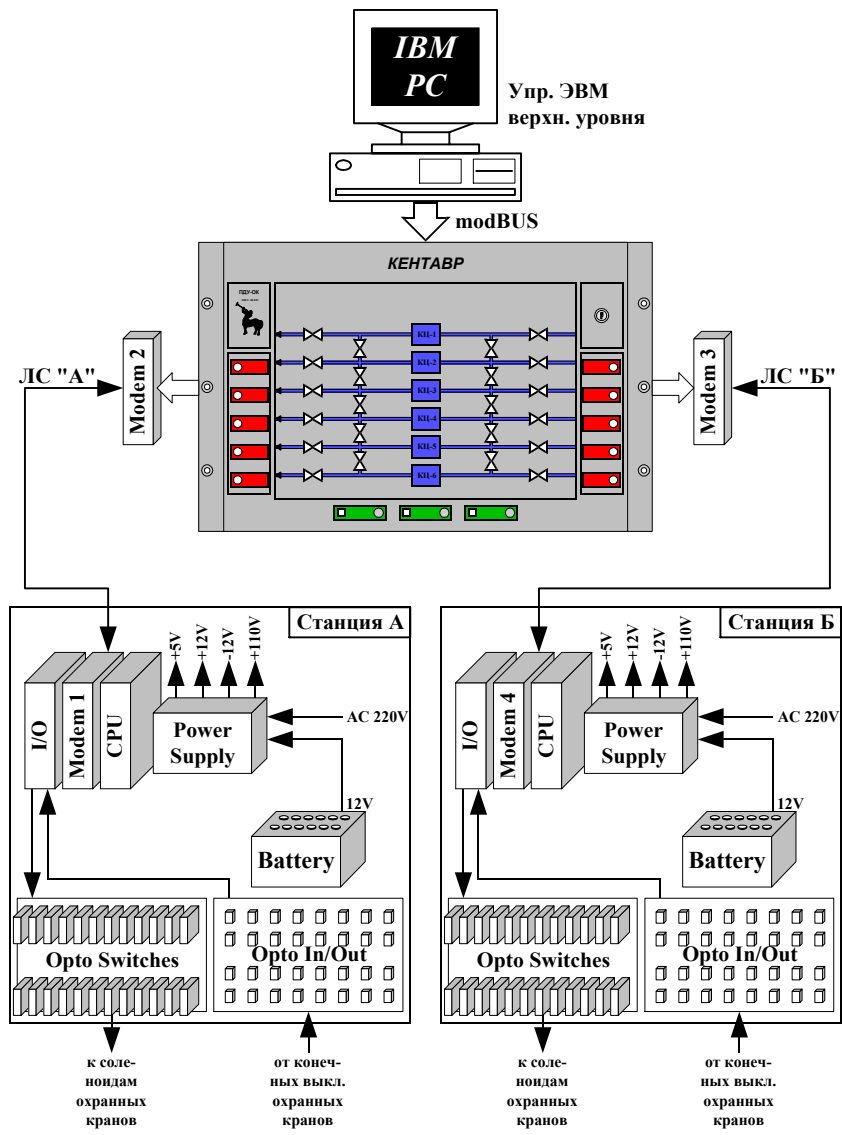 IBM
PC
Упр. ЭВМ
верхн. уровня
modBUS
КЕНТАВР
ПДУ-ОК
КЦ-1
КЦ-2
КЦ-3
КЦ-4
КЦ-5
КЦ-6
ЛС "А"
Modem 2
Modem 3
ЛС "Б"
Станция А
+5V
+12V
-12V
+110V
I/O
Modem 1
CPU
Power
Supply
AC 220V
12V
Battery
Opto Switches
Opto In/Out
к соле-
ноидам
охранных
кранов
от конеч-
ных выкл.
охранных
кранов
Станция Б
+5V
+12V
-12V
+110V
I/O
Modem 4
CPU
Power
Supply
AC 220V
12V
Battery
Opto Switches
Opto In/Out
к соле-
ноидам
охранных
кранов
от конеч-
ных выкл.
охранных
кранов